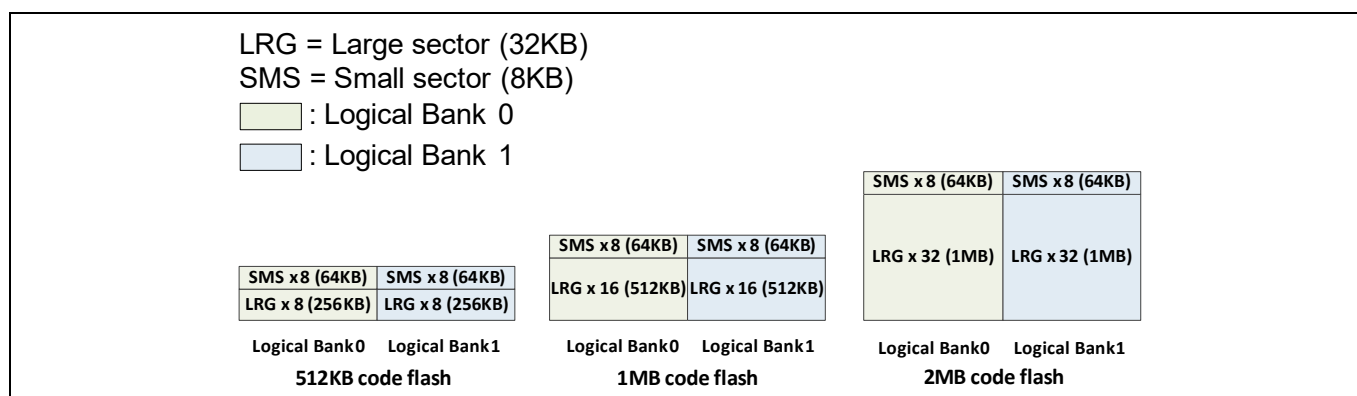 LRG = Large sector (32KB)
SMS = Small sector (8KB)
: Logical Bank 0
: Logical Bank 1
SMS x 8 (64KB) SMS x 8 (64KB)
LRG x 8 (256KB) LRG x 8 (256KB)
Logical Bank0 Logical Bank1
512KB code flash
SMS x 8 (64KB) SMS x 8 (64KB)
LRG x 16 (512KB) LRG x 16 (512KB)
Logical Bank0 Logical Bank1
1MB code flash
SMS x 8 (64KB) SMS x 8 (64KB)
LRG x 32 (1MB) LRG x 32 (1MB)
Logical Bank0 Logical Bank1
2MB code flash